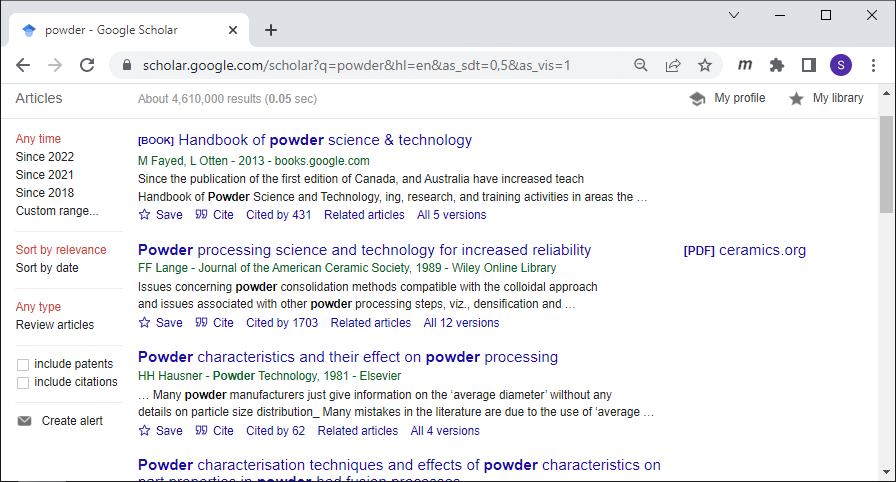 powder - Google Scholar
scholar.google.com/scholar?q=powder&hl=en&as_sdt=0,5&as_vis=1
m
S
Articles
About 4,610,000 results (0.05 sec)
My profile
My library
Any time
Since 2022
Since 2021
Since 2018
Custom range...
Sort by relevance
Sort by date
Any type
Review articles
include patents
include citations
Create alert
[BOOK] Handbook of powder science & technology
M Fayed, L Otten - 2013 - books.google.com
Since the publication of the first edition of Canada, and Australia have increased teach
Handbook of Powder Science and Technology, ing, research, and training activities in areas the …
Save Cite Cited by 431 Related articles All 5 versions
Powder processing science and technology for increased reliability
[PDF] ceramics.org
FF Lange - Journal of the American Ceramic Society, 1989 - Wiley Online Library
Issues concerning powder consolidation methods compatible with the colloidal approach
and issues associated with other powder processing steps, viz., densification and …
Save Cite Cited by 1703 Related articles All 12 versions
Powder characteristics and their effect on powder processing
HH Hausner - Powder Technology, 1981 - Elsevier
… Many powder manufacturers just give information on the ‘average diameter’ without any
details on particle size distribution_ Many mistakes in the literature are due to the use of ‘average …
Save Cite Cited by 62 Related articles All 4 versions
Powder characterisation techniques and effects of powder characteristics on
part properties in powder bed fusion processes